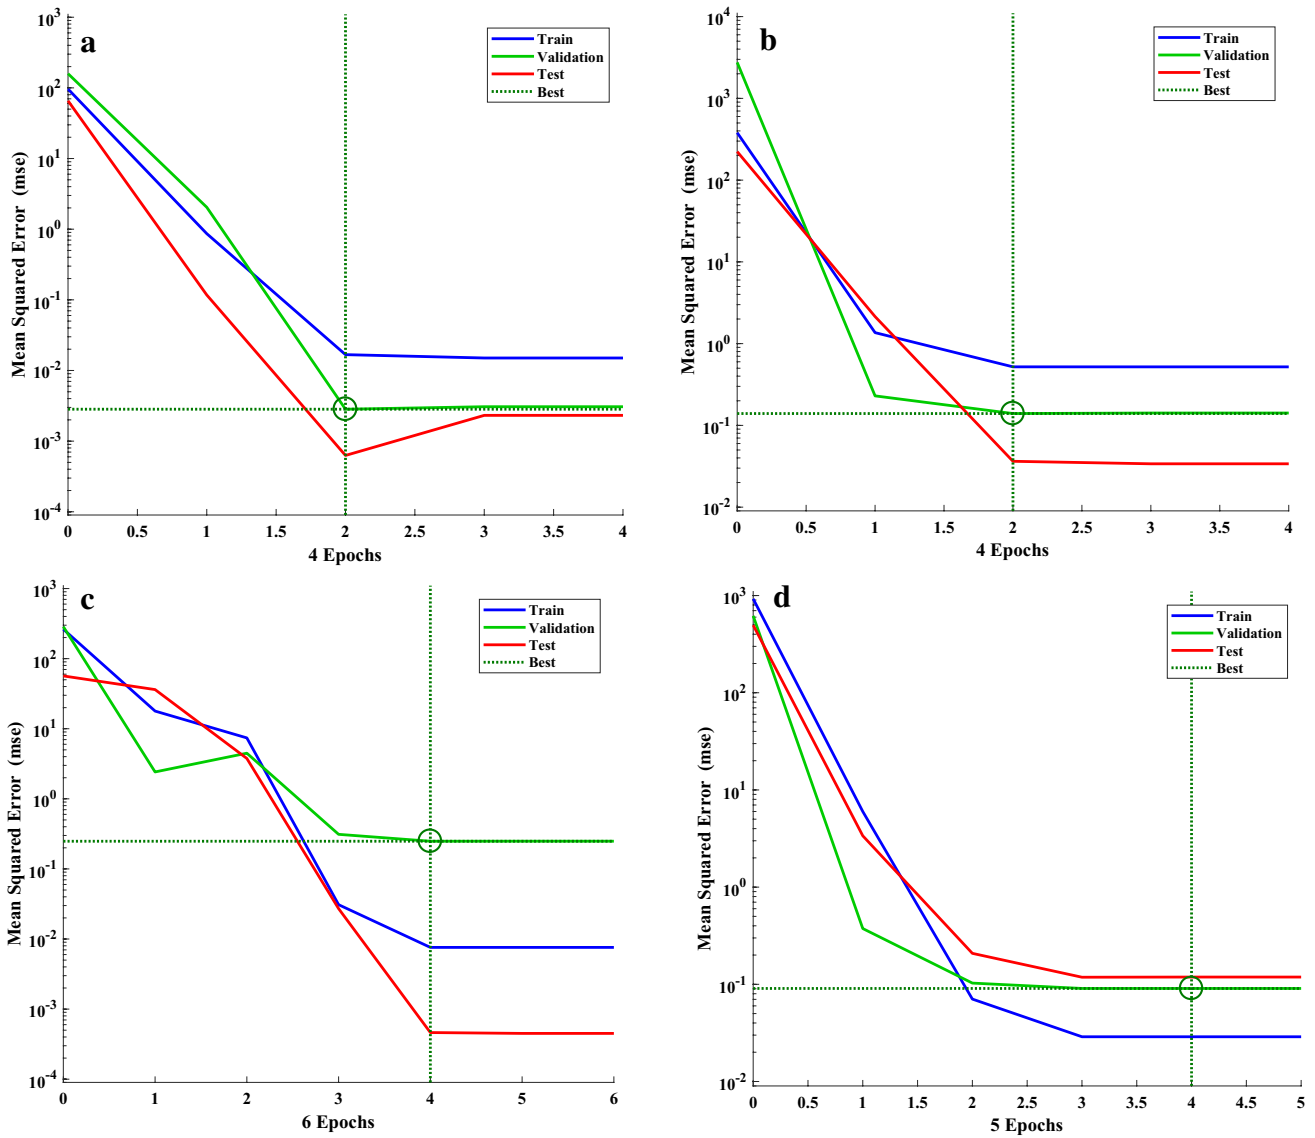 a
Train
Validation
Test
Best
Mean Squared Error (mse)
10^3
10^2
10^1
10^0
10^-1
10^-2
10^-3
10^-4
0 0.5 1 1.5 2 2.5 3 3.5 4
4 Epochs
b
Train
Validation
Test
Best
Mean Squared Error (mse)
10^4
10^3
10^2
10^1
10^0
10^-1
10^-2
0 0.5 1 1.5 2 2.5 3 3.5 4
4 Epochs
c
Train
Validation
Test
Best
Mean Squared Error (mse)
10^3
10^2
10^1
10^0
10^-1
10^-2
10^-3
10^-4
0 1 2 3 4 5 6
6 Epochs
d
Train
Validation
Test
Best
Mean Squared Error (mse)
10^3
10^2
10^1
10^0
10^-1
10^-2
0 0.5 1 1.5 2 2.5 3 3.5 4 4.5 5
5 Epochs